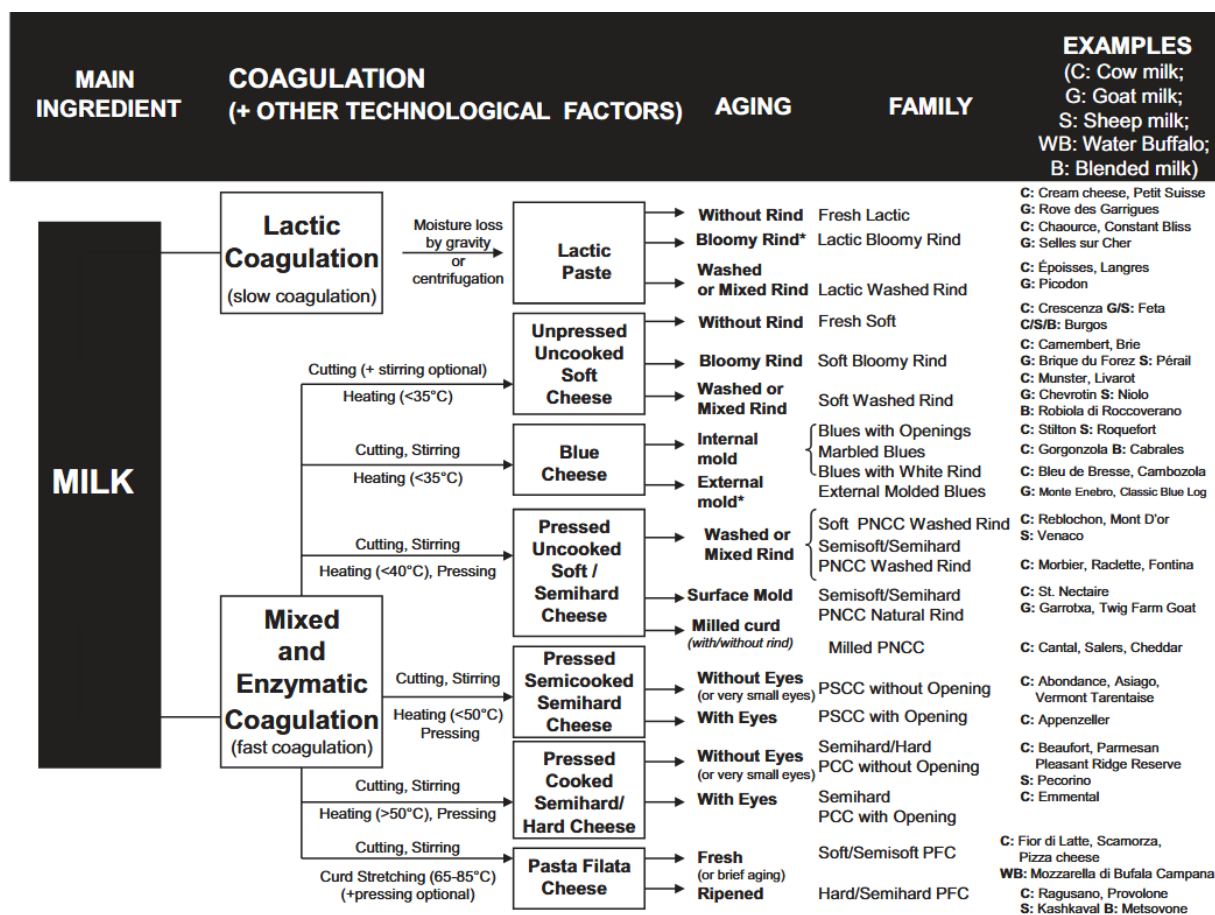 MAIN
INGREDIENT
COAGULATION
(+ OTHER TECHNOLOGICAL FACTORS)
AGING
FAMILY
EXAMPLES
(C: Cow milk;
G: Goat milk;
S: Sheep milk;
WB: Water Buffalo;
B: Blended milk)
MILK
Lactic
Coagulation
(slow coagulation)
Moisture loss
by gravity
or
centrifugation
Lactic
Paste
Without Rind Fresh Lactic
C: Cream cheese, Petit Suisse
G: Rove des Garrigues
Bloomy Rind* Lactic Bloomy Rind
C: Chaource, Constant Bliss
G: Selles sur Cher
Washed
or Mixed Rind Lactic Washed Rind
C: Époisses, Langres
G: Picodon
Mixed
and
Enzymatic
Coagulation
(fast coagulation)
Cutting (+ stirring optional)
Heating (<35°C)
Unpressed
Uncooked
Soft
Cheese
Without Rind Fresh Soft
C: Crescenza G/S: Feta
C/S/B: Burgos
Bloomy Rind Soft Bloomy Rind
C: Camembert, Brie
G: Brique du Forez S: Pérail
Washed or
Mixed Rind Soft Washed Rind
C: Munster, Livarot
G: Chevrotin S: Niolo
B: Robiola di Roccoverano
Cutting, Stirring
Heating (<35°C)
Blue
Cheese
Internal
mold
Blues with Openings
Marbled Blues
Blues with White Rind
C: Stilton S: Roquefort
C: Gorgonzola B: Cabrales
C: Bleu de Bresse, Cambozola
External
mold*
External Molded Blues
G: Monte Enebro, Classic Blue Log
Cutting, Stirring
Heating (<40°C), Pressing
Pressed
Uncooked
Soft /
Semihard
Cheese
Washed or
Mixed Rind
Soft PNCC Washed Rind
Semisoft/Semihard
PNCC Washed Rind
C: Reblochon, Mont D'or
S: Venaco
C: Morbier, Raclette, Fontina
Surface Mold Semisoft/Semihard
PNCC Natural Rind
C: St. Nectaire
G: Garrotxa, Twig Farm Goat
Milled curd
(with/without rind)
Milled PNCC
C: Cantal, Salers, Cheddar
Cutting, Stirring
Heating (<50°C)
Pressing
Pressed
Semicooked
Semihard
Cheese
Without Eyes
(or very small eyes)
PSCC without Opening
C: Abondance, Asiago,
Vermont Tarentaise
With Eyes PSCC with Opening
C: Appenzeller
Cutting, Stirring
Heating (>50°C), Pressing
Pressed
Cooked
Semihard/
Hard Cheese
Without Eyes
(or very small eyes)
Semihard/Hard
PCC without Opening
C: Beaufort, Parmesan
Pleasant Ridge Reserve
S: Pecorino
With Eyes Semihard
PCC with Opening
C: Emmental
Cutting, Stirring
Curd Stretching (65-85°C)
(+pressing optional)
Pasta Filata
Cheese
Fresh
(or brief aging)
Soft/Semisoft PFC
C: Fior di Latte, Scamorza,
Pizza cheese
WB: Mozzarella di Bufala Campana
Ripened Hard/Semihard PFC
C: Ragusano, Provolone
S: Kashkaval B: Metsovone